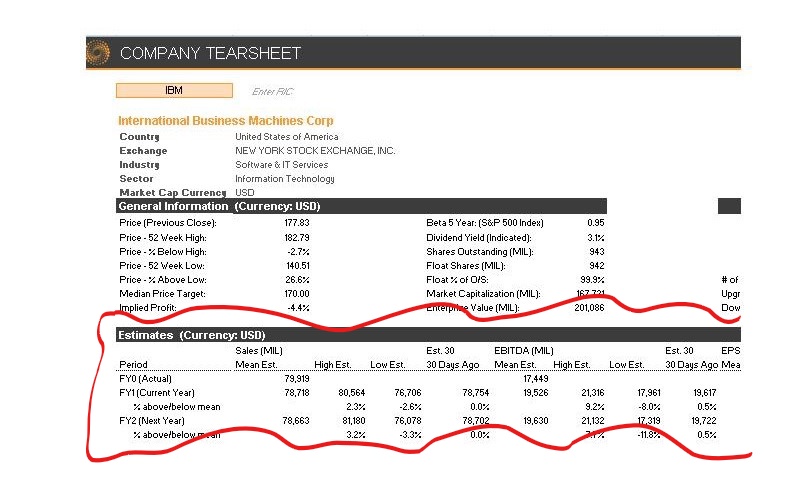 COMPANY TEARSHEET
IBM Enter RIC
International Business Machines Corp
Country United States of America
Exchange NEW YORK STOCK EXCHANGE, INC.
Industry Software & IT Services
Sector Information Technology
Market Cap Currency USD
General Information (Currency: USD)
Price (Previous Close): 177.83 Beta 5 Year: (S&P 500 Index) 0.95
Price - 52 Week High: 182.79 Dividend Yield (Indicated): 3.1%
Price - % Below High: -2.7% Shares Outstanding (MIL): 943
Price - 52 Week Low: 140.51 Float Shares (MIL): 942
Price - % Above Low: 26.6% Float % of O/S: 99.9% # of
Median Price Target: 170.00 Market Capitalization (MIL): 167,721 Upgr
Implied Profit: -4.4% Enterprise Value (MIL): 201,086 Dow
Estimates (Currency: USD)
Sales (MIL) Est. 30 EBITDA (MIL) Est. 30 EPS
Period Mean Est. High Est. Low Est. 30 Days Ago Mean Est. High Est. Low Est. 30 Days Ago Mea
FY0 (Actual) 79,919 17,449
FY1 (Current Year) 78,718 80,564 76,706 78,754 19,526 21,316 17,961 19,617
% above/below mean 2.3% -2.6% 0.0% 9.2% -8.0% 0.5%
FY2 (Next Year) 78,663 81,180 76,078 78,702 19,630 21,132 17,319 19,722
% above/below mean 3.2% -3.3% 0.0% 7.7% -11.8% 0.5%